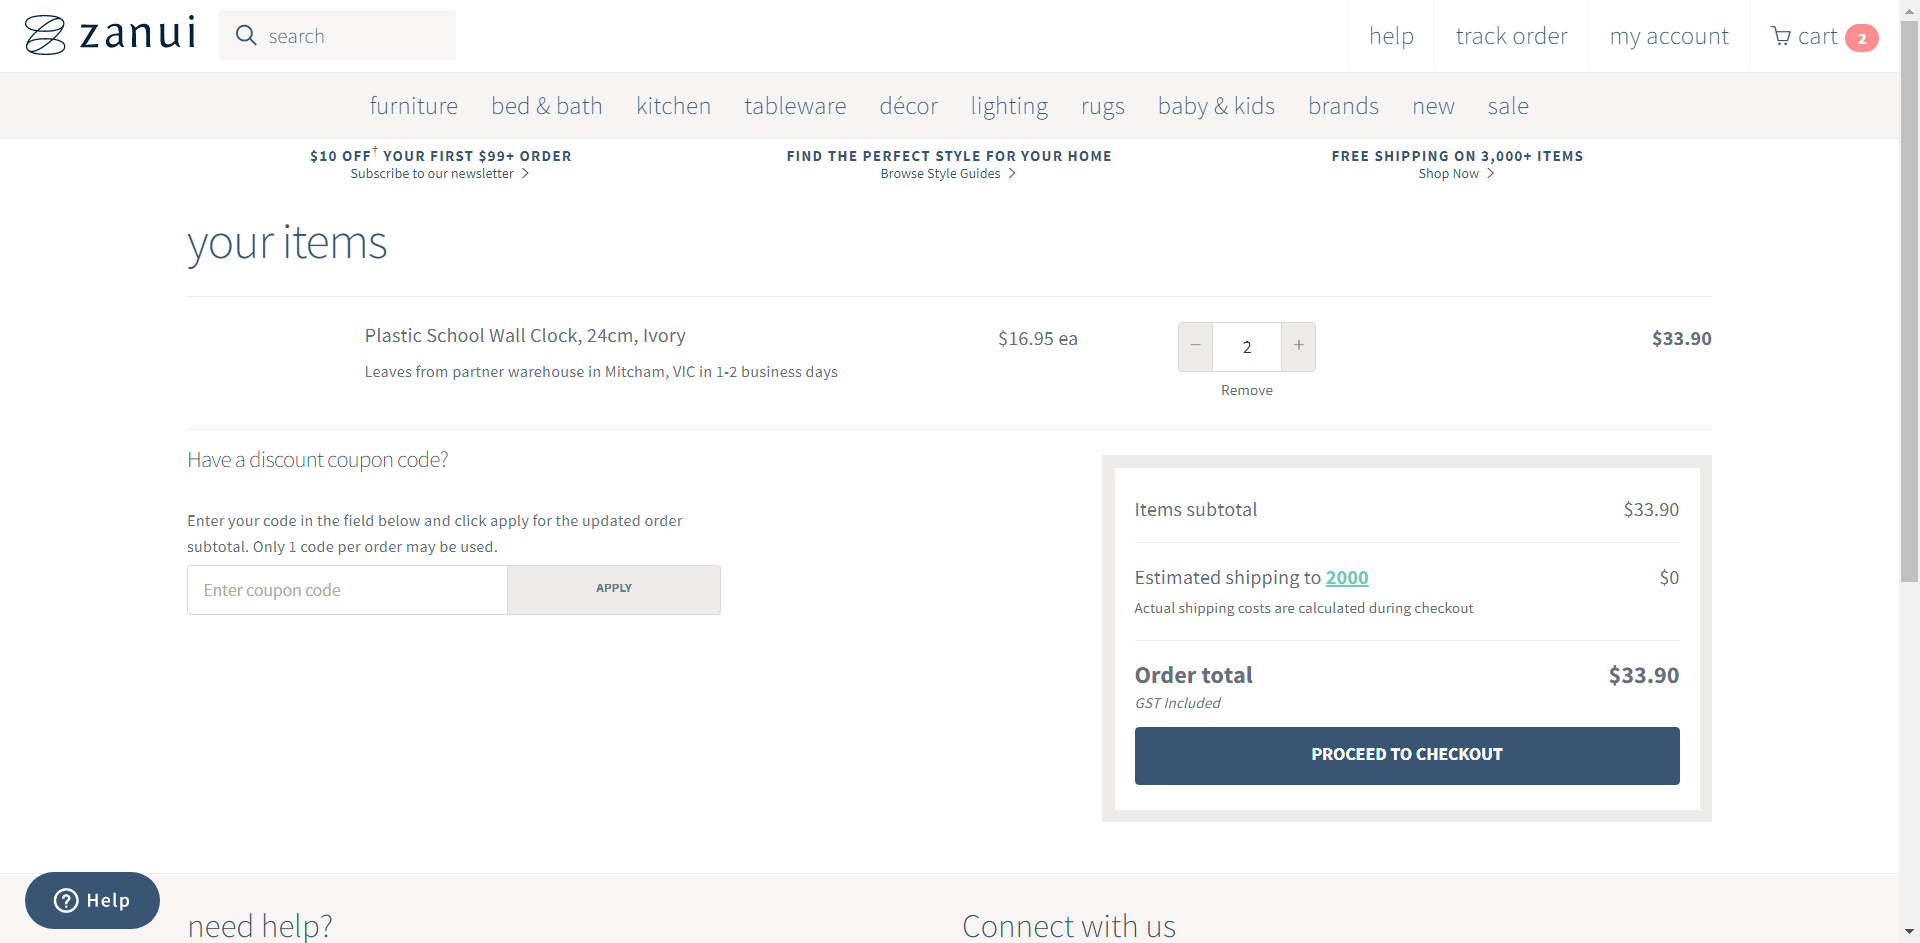 zanui
search
help
track order
my account
cart 2
furniture
bed & bath
kitchen
tableware
décor
lighting
rugs
baby & kids
brands
new
sale
$10 OFF† YOUR FIRST $99+ ORDER
Subscribe to our newsletter
FIND THE PERFECT STYLE FOR YOUR HOME
Browse Style Guides
FREE SHIPPING ON 3,000+ ITEMS
Shop Now
your items
Plastic School Wall Clock, 24cm, Ivory
Leaves from partner warehouse in Mitcham, VIC in 1-2 business days
$16.95 ea
− 2 +
Remove
$33.90
Have a discount coupon code?
Enter your code in the field below and click apply for the updated order
subtotal. Only 1 code per order may be used.
Enter coupon code
APPLY
Items subtotal $33.90
Estimated shipping to 2000 $0
Actual shipping costs are calculated during checkout
Order total $33.90
GST Included
PROCEED TO CHECKOUT
? Help
need help?
Connect with us